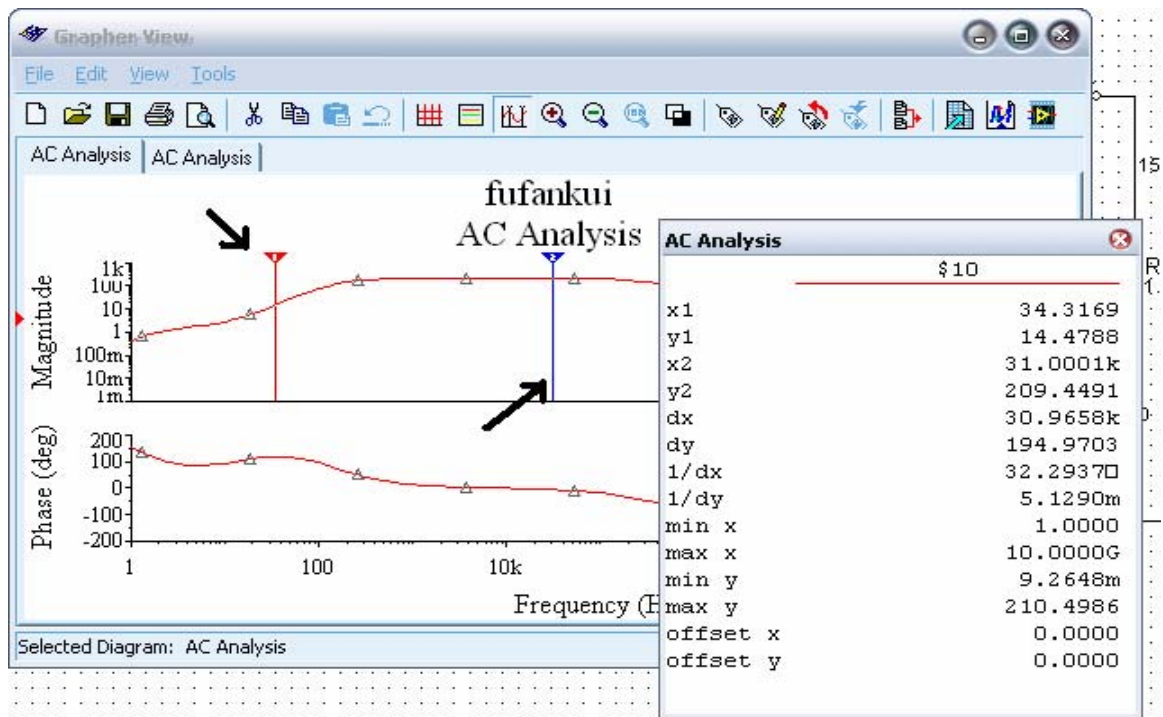 Grapher View
File Edit View Tools
AC Analysis AC Analysis
fufankui
AC Analysis
Magnitude
1k
100
10
1
100m
10m
1m
1 2
Phase (deg)
200
100
0
-100
-200
1 100 10k
Frequency (H
Selected Diagram: AC Analysis
AC Analysis
$10
x1 34.3169
y1 14.4788
x2 31.0001k
y2 209.4491
dx 30.9658k
dy 194.9703
1/dx 32.2937□
1/dy 5.1290m
min x 1.0000
max x 10.0000G
min y 9.2648m
max y 210.4986
offset x 0.0000
offset y 0.0000
15
R
1.